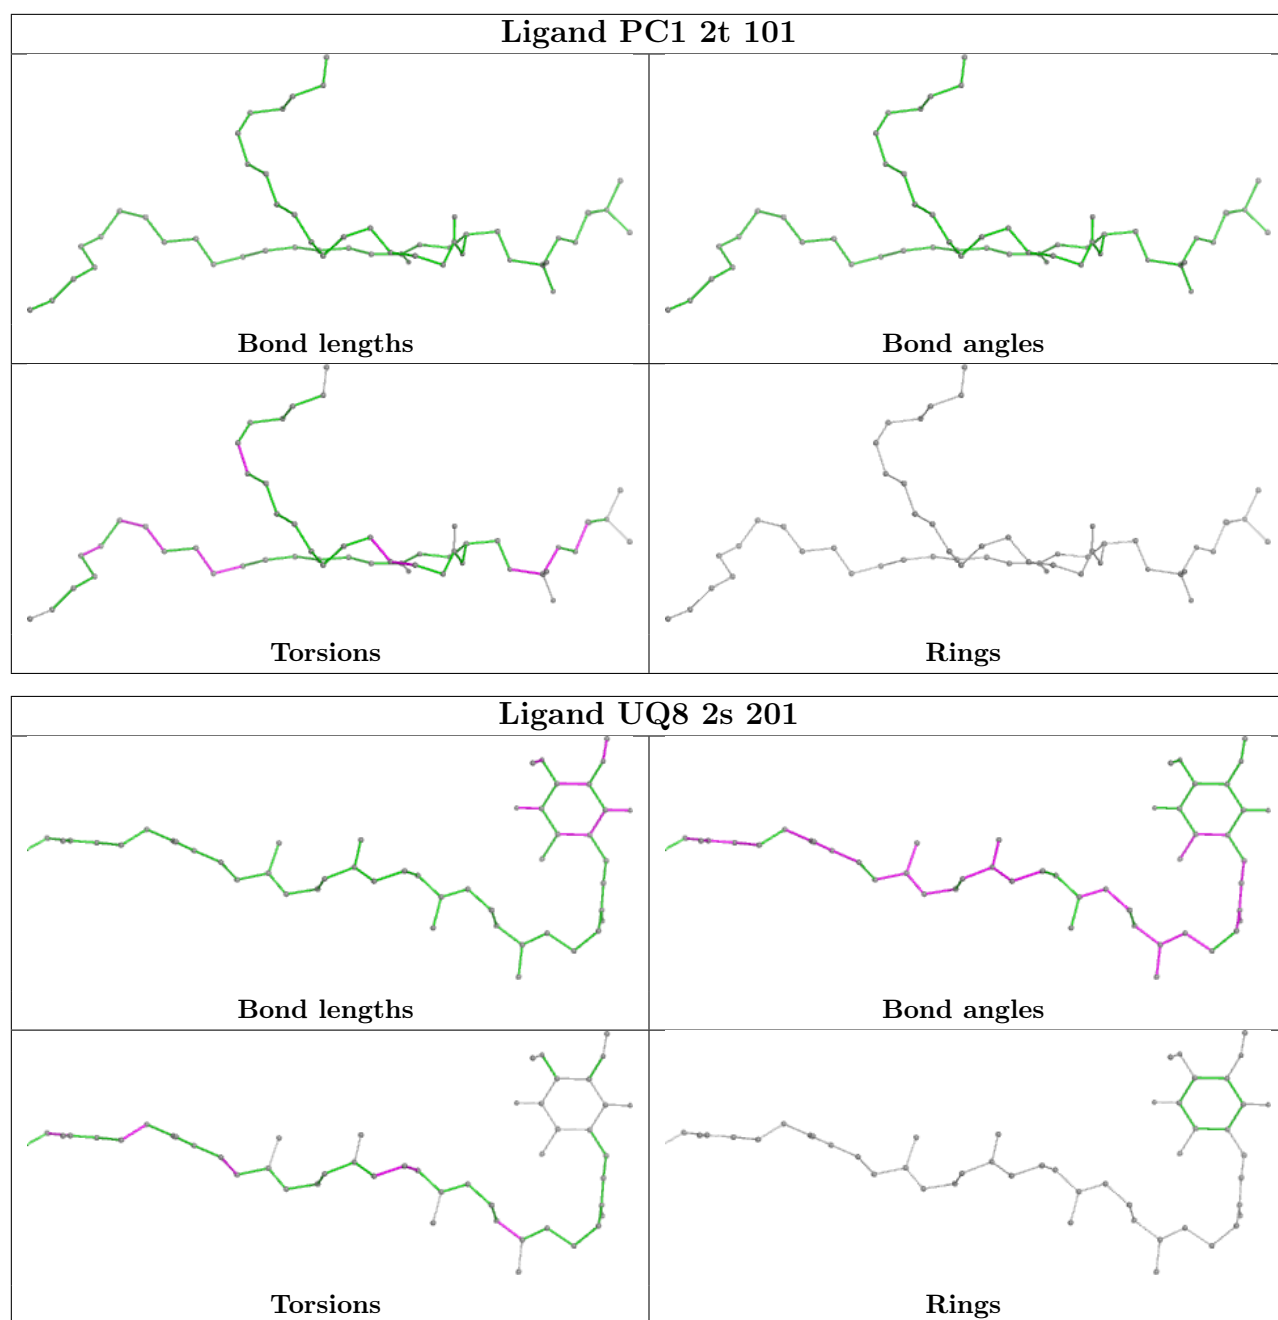 Ligand PC1 2t 101
Bond lengths
Bond angles
Torsions
Rings
Ligand UQ8 2s 201
Bond lengths
Bond angles
Torsions
Rings